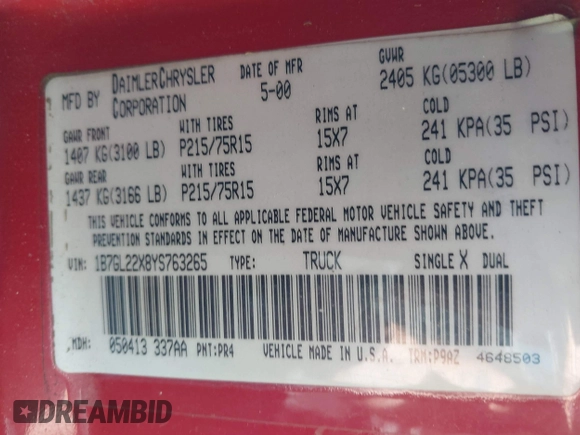 MFD BY DAIMLERCHRYSLER CORPORATION DATE OF MFR 5-00 GVWR 2405 KG(05300 LB)
GAWR FRONT WITH TIRES RIMS AT COLD
1407 KG(3100 LB) P215/75R15 15X7 241 KPA(35 PSI)
GAWR REAR WITH TIRES RIMS AT COLD
1437 KG(3166 LB) P215/75R15 15X7 241 KPA(35 PSI)
THIS VEHICLE CONFORMS TO ALL APPLICABLE FEDERAL MOTOR VEHICLE SAFETY AND THEFT
PREVENTION STANDARDS IN EFFECT ON THE DATE OF MANUFACTURE SHOWN ABOVE.
VIN: 1B7GL22X8YS763265 TYPE: TRUCK SINGLE X DUAL
MDH: 050413 337AA PNT:PR4 VEHICLE MADE IN U.S.A. TRM:P9AZ 4648503
DREAMBID